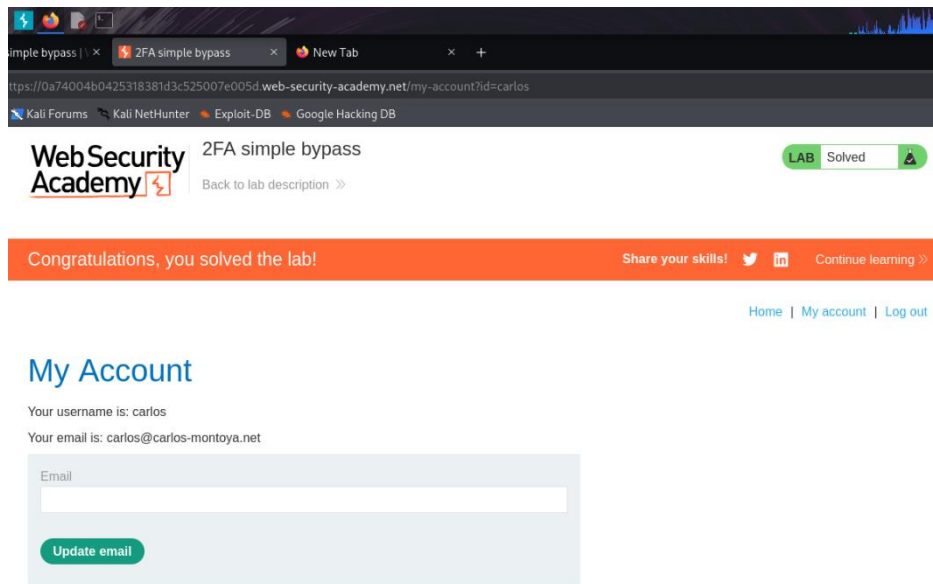 simple bypass | \ × 2FA simple bypass × New Tab × +
ttps://0a74004b0425318381d3c525007e005d.web-security-academy.net/my-account?id=carlos
Kali Forums Kali NetHunter Exploit-DB Google Hacking DB
WebSecurity
Academy
2FA simple bypass
Back to lab description
LAB Solved
Congratulations, you solved the lab!
Share your skills! in Continue learning
Home | My account | Log out
My Account
Your username is: carlos
Your email is: carlos@carlos-montoya.net
Email
Update email